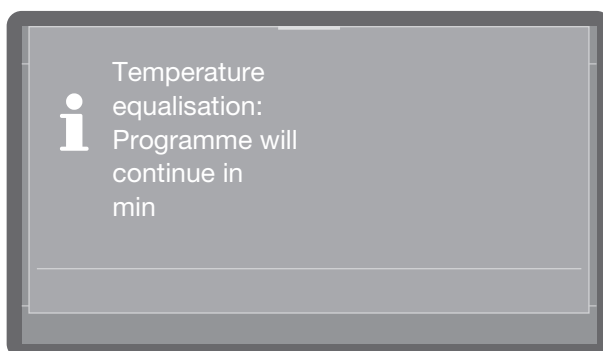 Temperature
equalisation:
Programme will
continue in
min